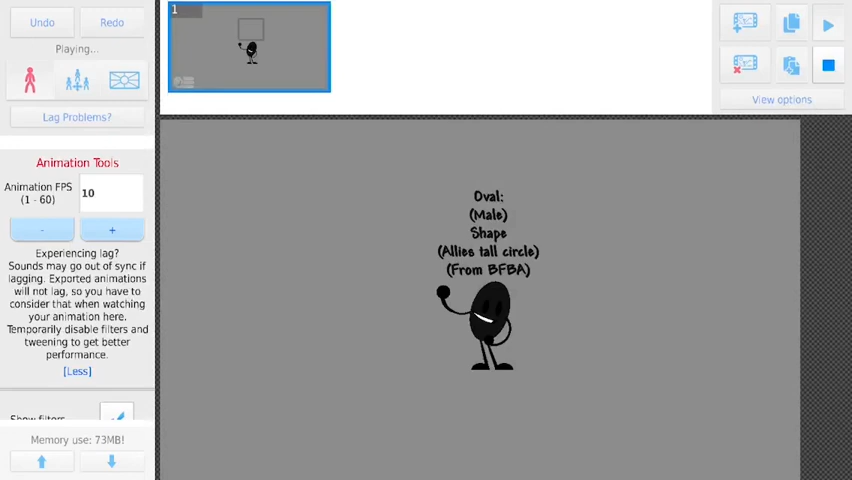 Undo
Redo
Playing...
Lag Problems?
Animation Tools
Animation FPS
(1 - 60)
10
-
+
Experiencing lag?
Sounds may go out of sync if
lagging. Exported animations
will not lag, so you have to
consider that when watching
your animation here.
Temporarily disable filters and
tweening to get better
performance.
[Less]
Show filters
Memory use: 73MB!
1
View options
Oval:
(Male)
Shape
(Allies tall circle)
(From BFBA)